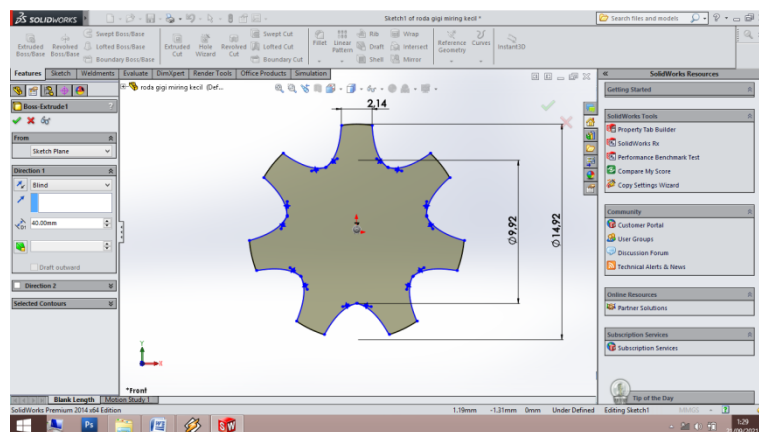 SOLIDWORKS
Sketch1 of roda gigi miring kecil *
Search files and models
Extruded Boss/Base
Revolved Boss/Base
Swept Boss/Base
Lofted Boss/Base
Boundary Boss/Base
Extruded Cut
Hole Wizard
Revolved Cut
Swept Cut
Lofted Cut
Boundary Cut
Fillet
Linear Pattern
Rib
Draft
Shell
Wrap
Intersect
Mirror
Reference Geometry
Curves
Instant3D
Features Sketch Weldments Evaluate DimXpert Render Tools Office Products Simulation
roda gigi miring kecil (Def...
Boss-Extrude1
From
Sketch Plane
Direction 1
Blind
40.00mm
Draft outward
Direction 2
Selected Contours
2,14
∅9,92
∅14,92
Y
X
*Front
SolidWorks Resources
Getting Started
SolidWorks Tools
Property Tab Builder
SolidWorks Rx
Performance Benchmark Test
Compare My Score
Copy Settings Wizard
Community
Customer Portal
User Groups
Discussion Forum
Technical Alerts & News
Online Resources
Partner Solutions
Subscription Services
Subscription Services
Tip of the Day
Blank Length Motion Study 1
SolidWorks Premium 2014 x64 Edition
1.19mm -1.31mm 0mm Under Defined Editing Sketch1 MMGS
Ps
SW
1:29